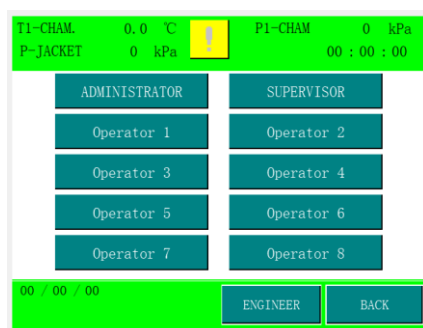 T1-CHAM. 0.0 ℃ ! P1-CHAM 0 kPa
P-JACKET 0 kPa 00 : 00 : 00
ADMINISTRATOR SUPERVISOR
Operator 1 Operator 2
Operator 3 Operator 4
Operator 5 Operator 6
Operator 7 Operator 8
00 / 00 / 00
ENGINEER BACK